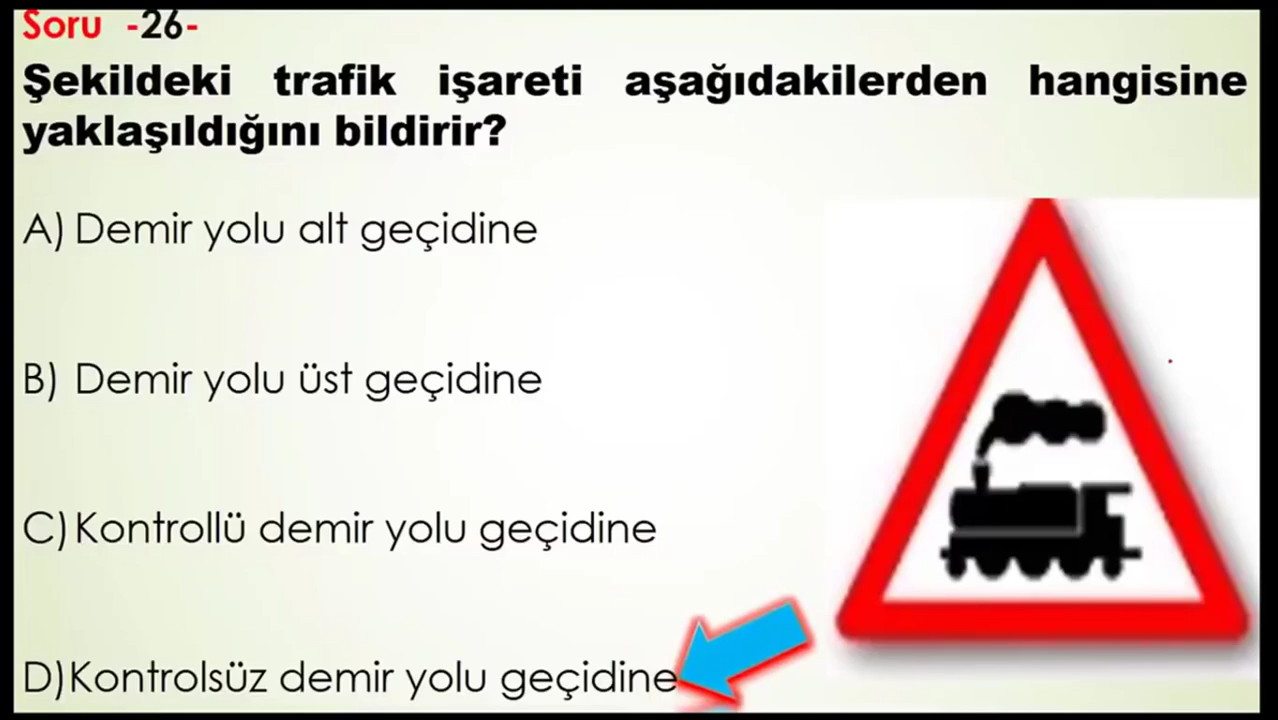 Soru -26-
Şekildeki trafik işareti aşağıdakilerden hangisine
yaklaşıldığını bildirir?
A) Demir yolu alt geçidine
B) Demir yolu üst geçidine
C) Kontrollü demir yolu geçidine
D) Kontrolsüz demir yolu geçidine